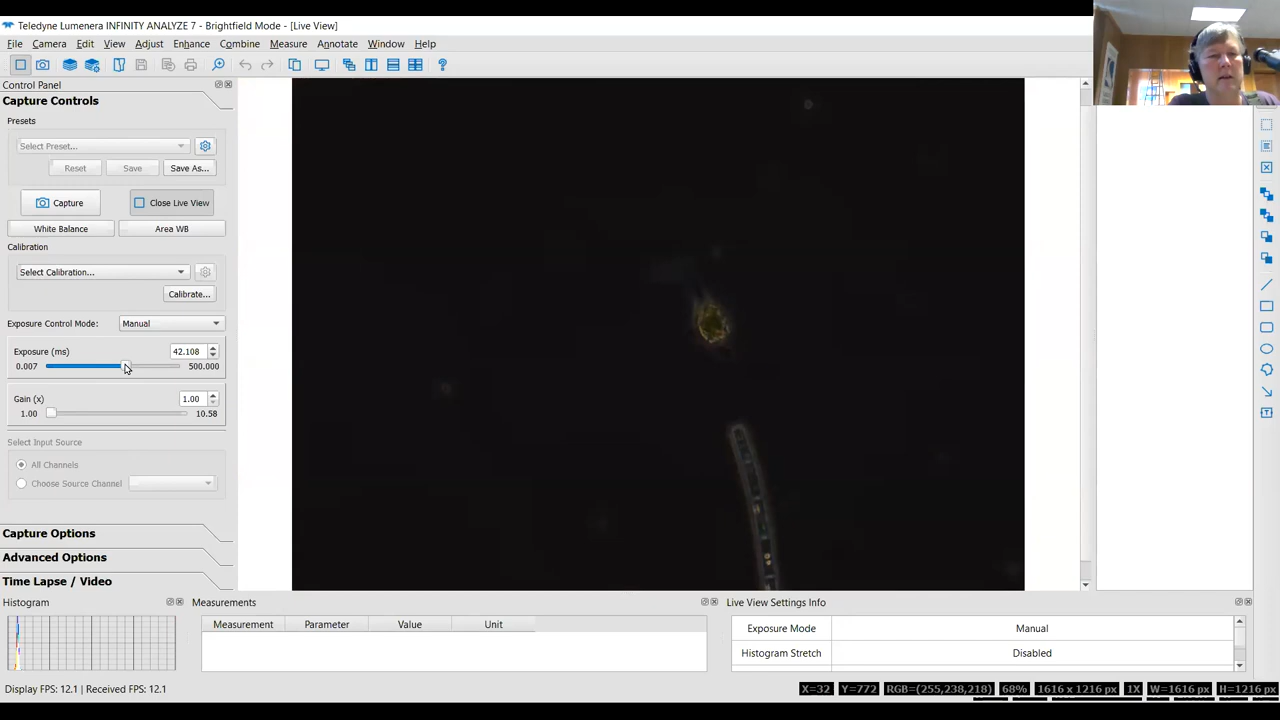 Teledyne Lumenera INFINITY ANALYZE 7 - Brightfield Mode - [Live View]
File Camera Edit View Adjust Enhance Combine Measure Annotate Window Help
Control Panel
Capture Controls
Presets
Select Preset...
Reset Save Save As...
Capture Close Live View
White Balance Area WB
Calibration
Select Calibration...
Calibrate...
Exposure Control Mode: Manual
Exposure (ms) 42.108
0.007 500.000
Gain (x) 1.00
1.00 10.58
Select Input Source
All Channels
Choose Source Channel
Capture Options
Advanced Options
Time Lapse / Video
Histogram
Measurements
Measurement Parameter Value Unit
Live View Settings Info
Exposure Mode Manual
Histogram Stretch Disabled
Display FPS: 12.1 | Received FPS: 12.1
X=32 Y=772 RGB=(255,238,218) 68% 1616 x 1216 px 1X W=1616 px H=1216 px